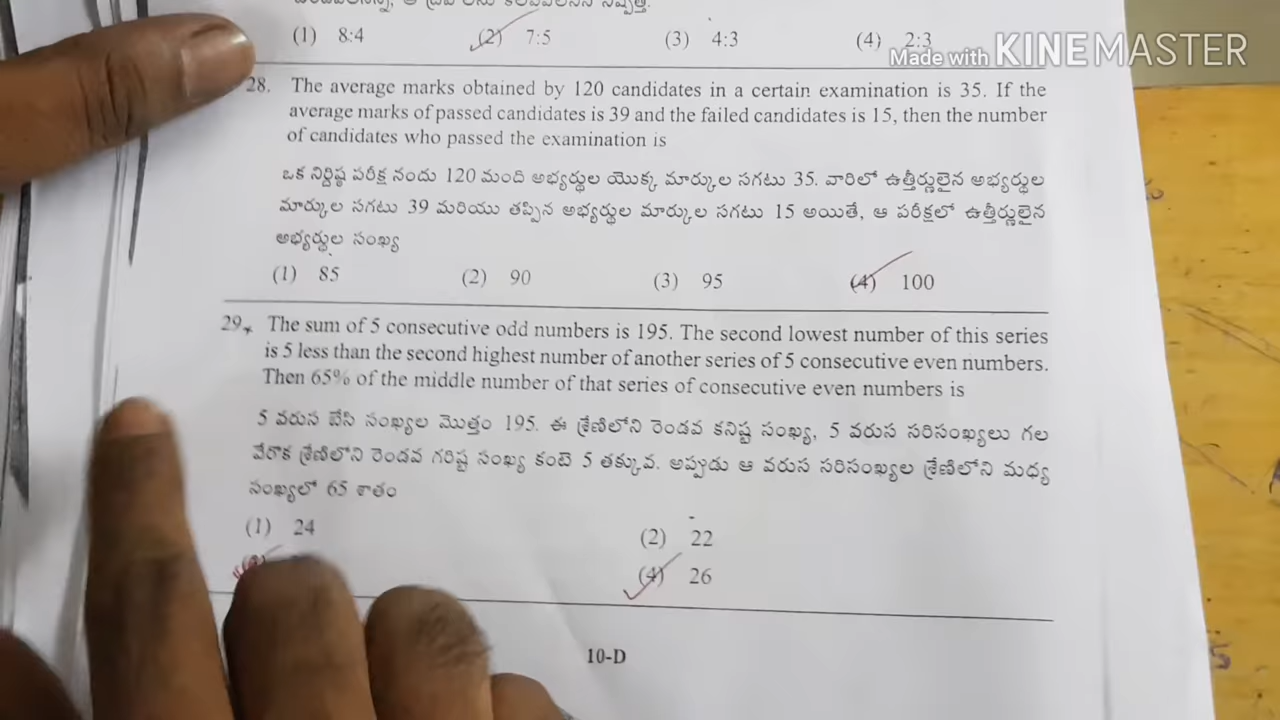 (1) 8:4 (2) 7:5 (3) 4:3 (4) 2:3
Made with KINEMASTER
28. The average marks obtained by 120 candidates in a certain examination is 35. If the
average marks of passed candidates is 39 and the failed candidates is 15, then the number
of candidates who passed the examination is
ఒక నిర్దిష్ఠ పరీక్ష నందు 120 మంది అభ్యర్థుల యొక్క మార్కుల సగటు 35. వారిలో ఉత్తీర్ణులైన అభ్యర్థుల
మార్కుల సగటు 39 మరియు తప్పిన అభ్యర్థుల మార్కుల సగటు 15 అయితే, ఆ పరీక్షలో ఉత్తీర్ణులైన
అభ్యర్థుల సంఖ్య
(1) 85 (2) 90 (3) 95 (4) 100
29. The sum of 5 consecutive odd numbers is 195. The second lowest number of this series
is 5 less than the second highest number of another series of 5 consecutive even numbers.
Then 65% of the middle number of that series of consecutive even numbers is
5 వరుస బేసి సంఖ్యల మొత్తం 195. ఈ శ్రేణిలోని రెండవ కనిష్ట సంఖ్య, 5 వరుస సరిసంఖ్యలు గల
వేరొక శ్రేణిలోని రెండవ గరిష్ట సంఖ్య కంటె 5 తక్కువ. అప్పుడు ఆ వరుస సరిసంఖ్యల శ్రేణిలోని మధ్య
సంఖ్యలో 65 శాతం
(1) 24 (2) 22
(4) 26
10-D